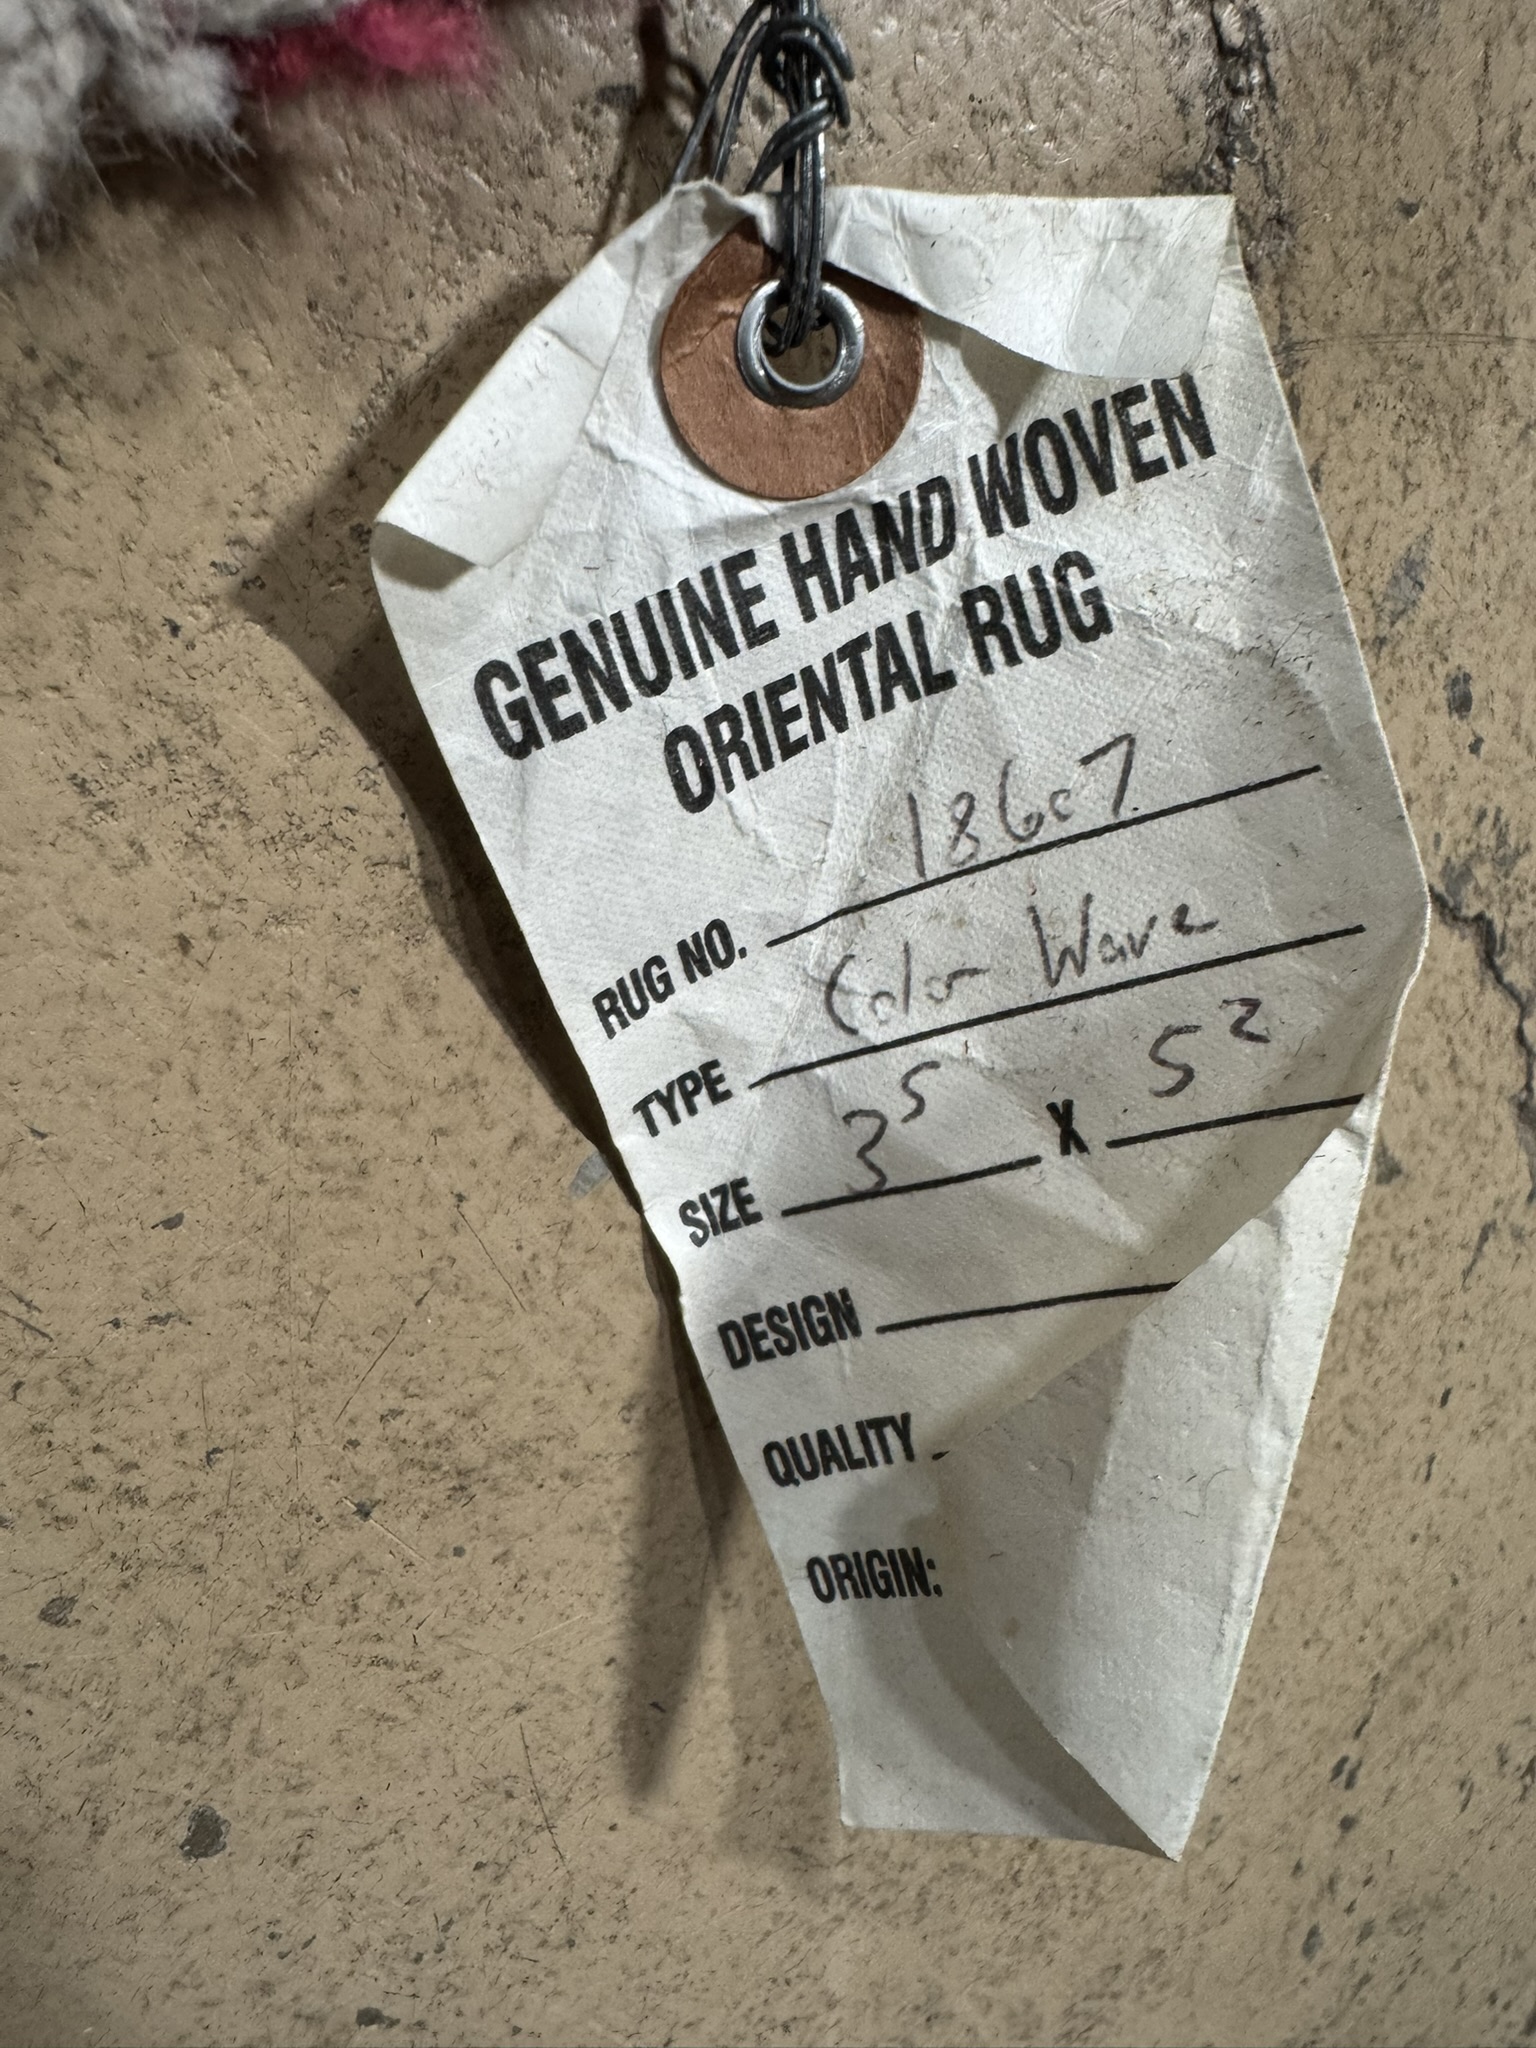 GENUINE HAND WOVEN
ORIENTAL RUG
RUG NO. 18607
TYPE Color Wave
SIZE 3⁵ X 5²
DESIGN
QUALITY
ORIGIN: